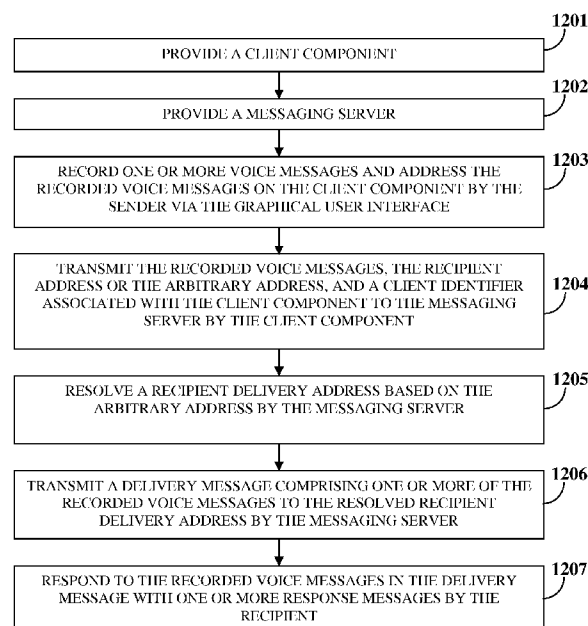 1201
PROVIDE A CLIENT COMPONENT
1202
PROVIDE A MESSAGING SERVER
1203
RECORD ONE OR MORE VOICE MESSAGES AND ADDRESS THE
RECORDED VOICE MESSAGES ON THE CLIENT COMPONENT BY THE
SENDER VIA THE GRAPHICAL USER INTERFACE
1204
TRANSMIT THE RECORDED VOICE MESSAGES, THE RECIPIENT
ADDRESS OR THE ARBITRARY ADDRESS, AND A CLIENT IDENTIFIER
ASSOCIATED WITH THE CLIENT COMPONENT TO THE MESSAGING
SERVER BY THE CLIENT COMPONENT
1205
RESOLVE A RECIPIENT DELIVERY ADDRESS BASED ON THE
ARBITRARY ADDRESS BY THE MESSAGING SERVER
1206
TRANSMIT A DELIVERY MESSAGE COMPRISING ONE OR MORE OF THE
RECORDED VOICE MESSAGES TO THE RESOLVED RECIPIENT
DELIVERY ADDRESS BY THE MESSAGING SERVER
1207
RESPOND TO THE RECORDED VOICE MESSAGES IN THE DELIVERY
MESSAGE WITH ONE OR MORE RESPONSE MESSAGES BY THE
RECIPIENT